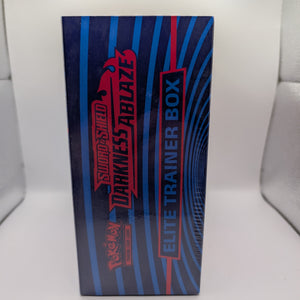 Pokémon
SWORD & SHIELD
DARKNESS ABLAZE
ELITE TRAINER BOX